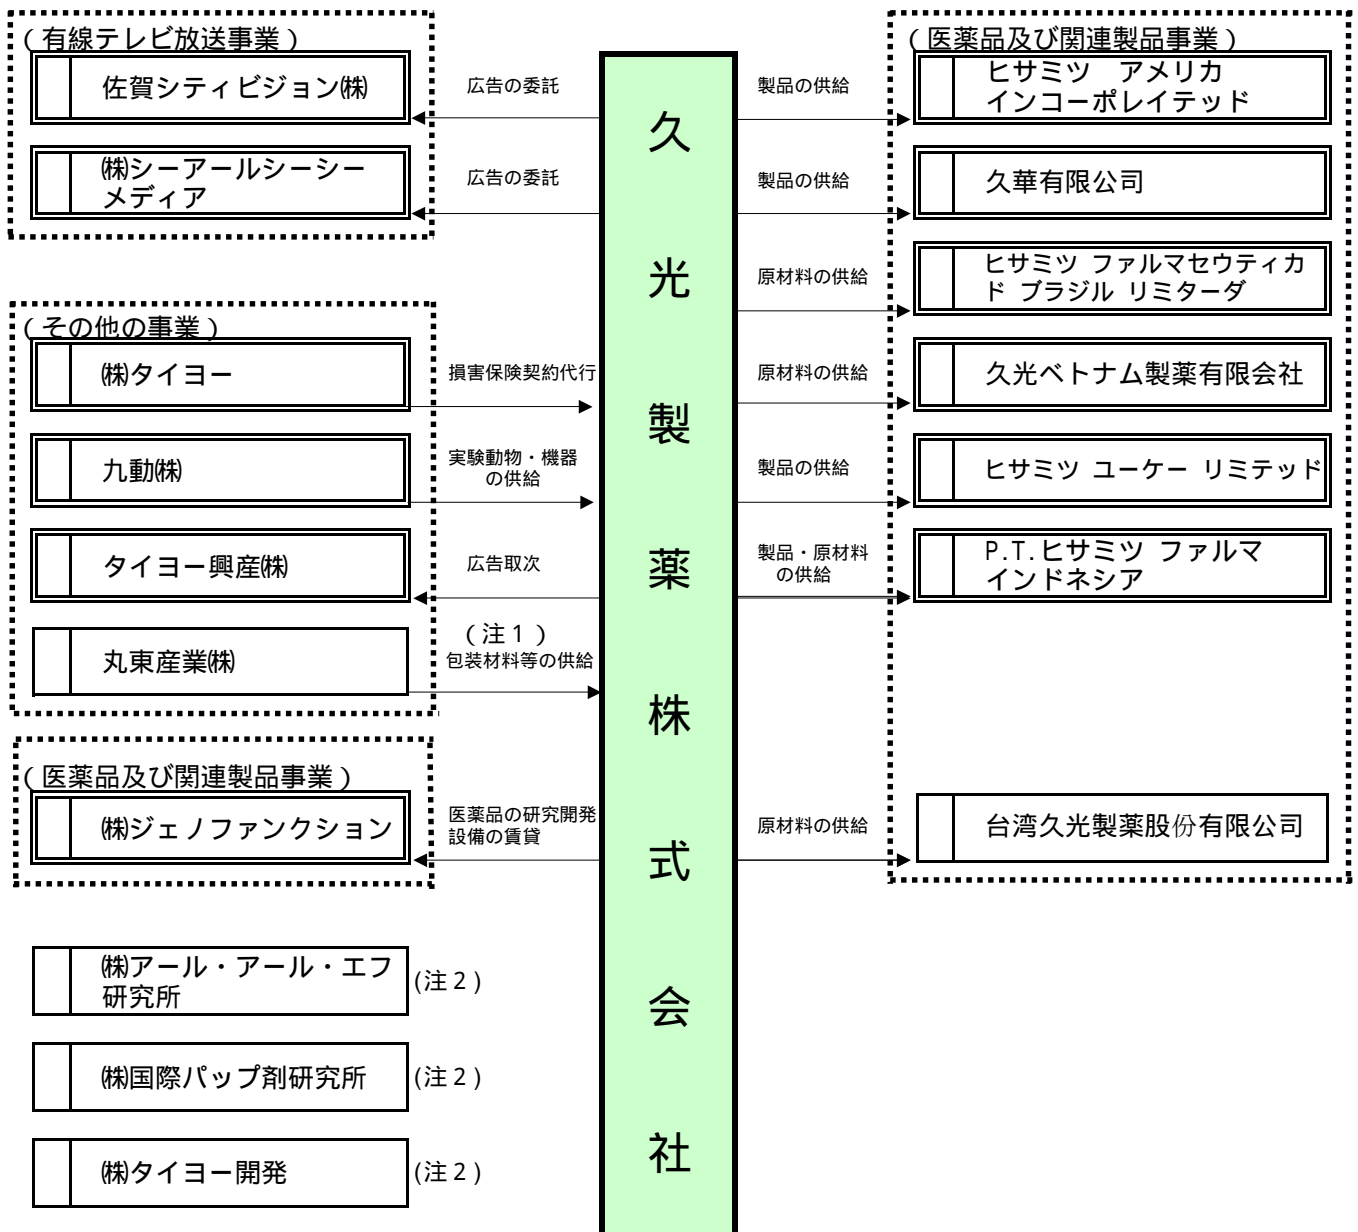 （有線テレビ放送事業）
佐賀シティビジョン㈱
広告の委託
㈱シーアールシーシー
メディア
広告の委託
（その他の事業）
㈱タイヨー
損害保険契約代行
九動㈱
実験動物・機器
の供給
タイヨー興産㈱
広告取次
丸東産業㈱
（注１）
包装材料等の供給
（医薬品及び関連製品事業）
㈱ジェノファンクション
医薬品の研究開発
設備の賃貸
㈱アール・アール・エフ
研究所
(注２)
㈱国際パップ剤研究所
(注２)
㈱タイヨー開発
(注２)
久
光
製
薬
株
式
会
社
（医薬品及び関連製品事業）
製品の供給
ヒサミツ　アメリカ
インコーポレイテッド
製品の供給
久華有限公司
原材料の供給
ヒサミツ ファルマセウティカ
ド ブラジル リミターダ
原材料の供給
久光ベトナム製薬有限会社
製品の供給
ヒサミツ ユーケー リミテッド
製品・原材料
の供給
P.T.ヒサミツ ファルマ
インドネシア
原材料の供給
台湾久光製薬股份有限公司